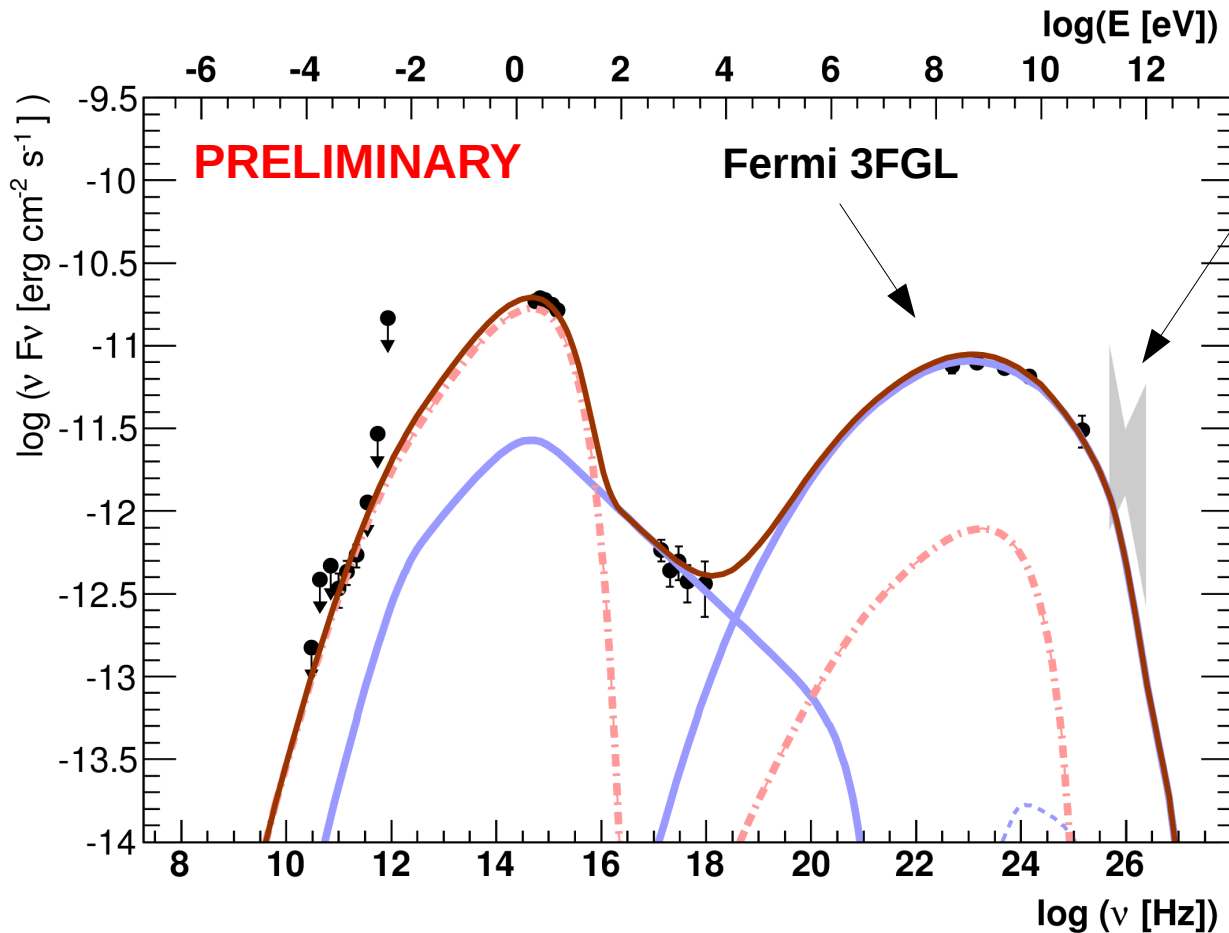 log(E [eV])
-6 -4 -2 0 2 4 6 8 10 12
log (ν Fν [erg cm-2 s-1 ] )
-9.5
-10
-10.5
-11
-11.5
-12
-12.5
-13
-13.5
-14
PRELIMINARY
Fermi 3FGL
8 10 12 14 16 18 20 22 24 26
log (ν [Hz])